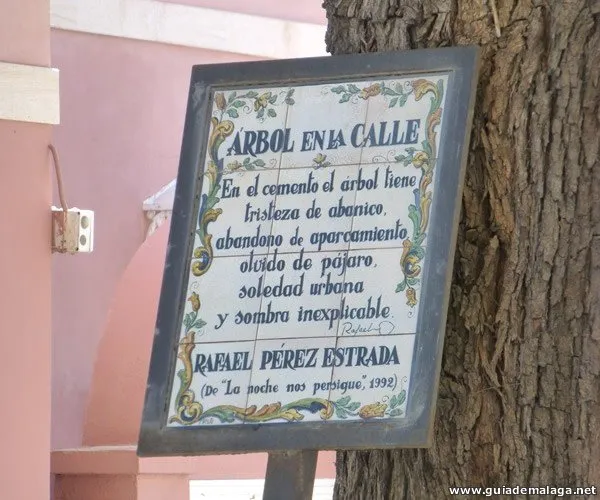 ÁRBOL EN LA CALLE
En el cemento el árbol tiene
tristeza de abanico,
abandono de aparcamiento
olvido de pájaro,
soledad urbana
y sombra inexplicable.
Rafael
RAFAEL PÉREZ ESTRADA
(De "La noche nos persigue", 1992)
www.guiademalaga.net